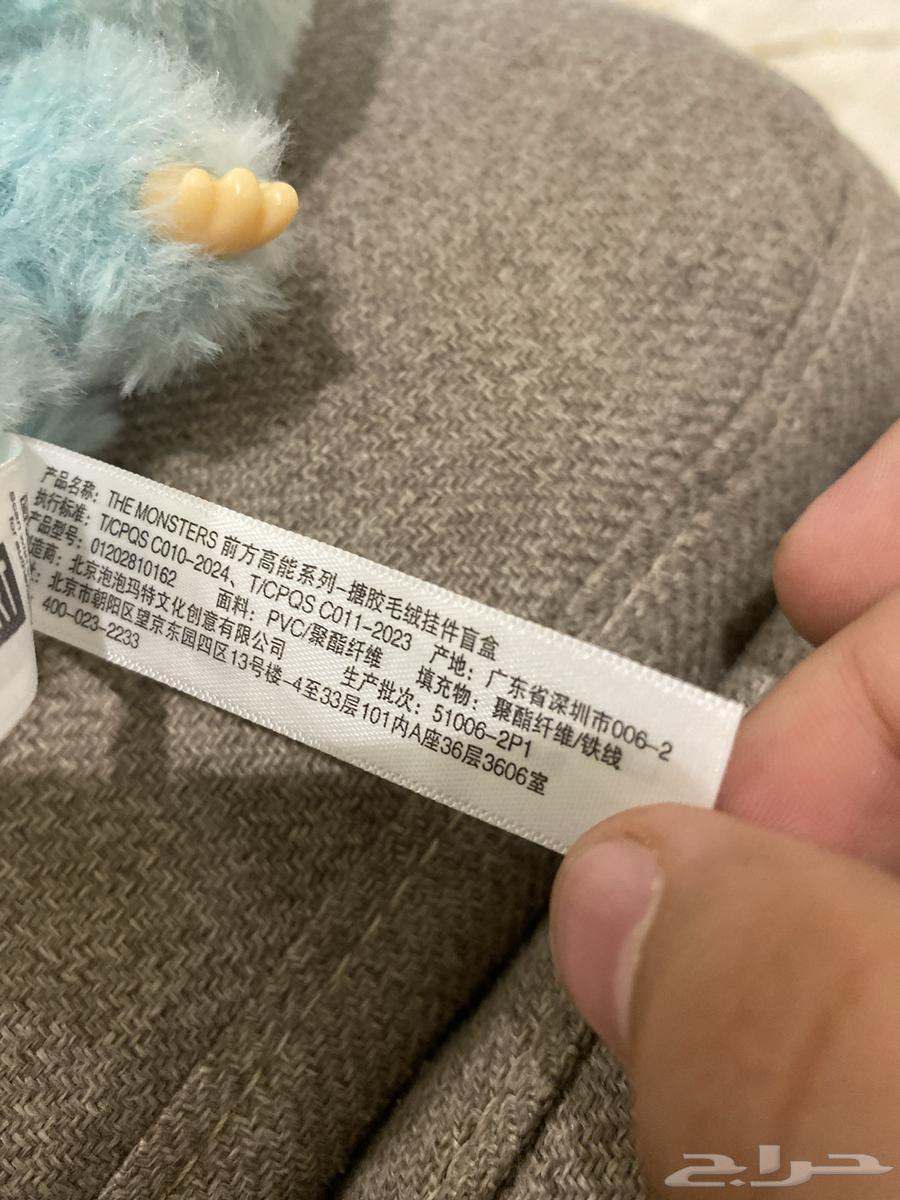 产品名称：THE MONSTERS 前方高能系列-搪胶毛绒挂件盲盒
执行标准：T/CPQS C010-2024、T/CPQS C011-2023 产地：广东省深圳市006-2
产品型号：01202810162 面料：PVC/聚酯纤维 填充物：聚酯纤维/铁线
造商：北京泡泡玛特文化创意有限公司 生产批次：51006-2P1
北京市朝阳区望京东园四区13号楼-4至33层101内A座36层3606室
400-023-2233
حراج